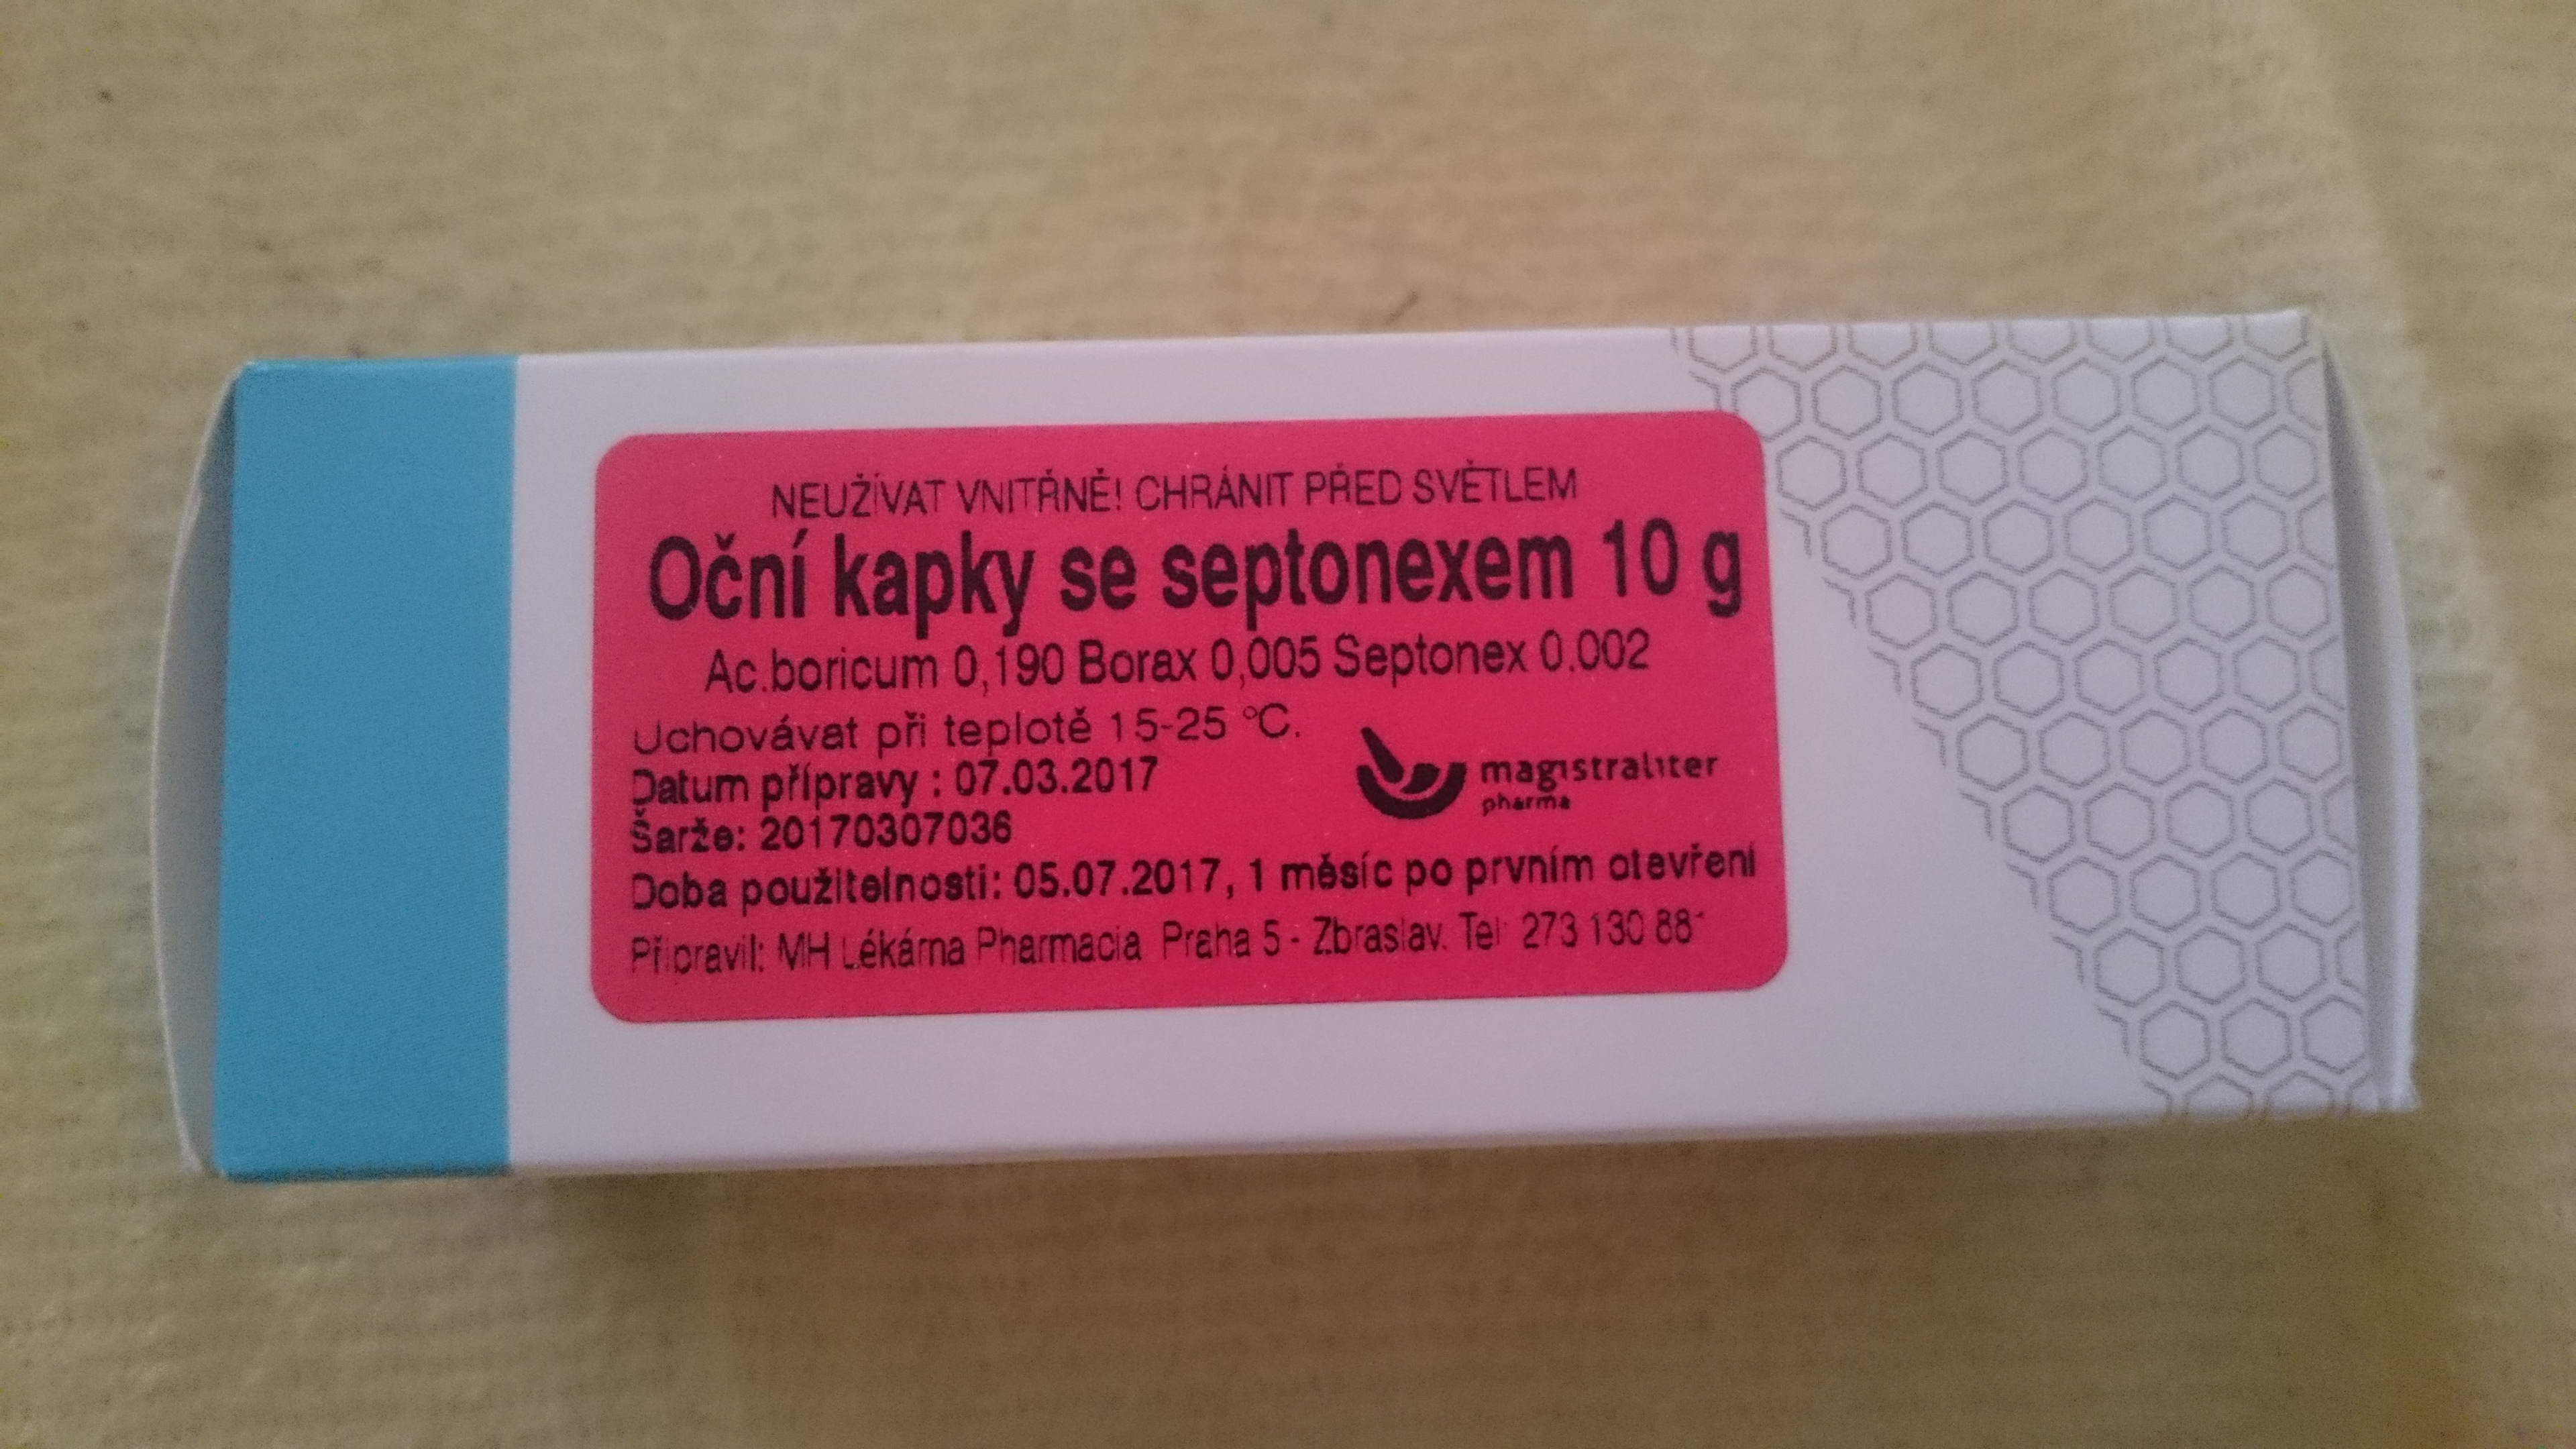 NEUŽÍVAT VNITŘNĚ! CHRÁNIT PŘED SVĚTLEM
Oční kapky se septonexem 10 g
Ac.boricum 0,190 Borax 0,005 Septonex 0.002
Uchovávat při teplotě 15-25 °C.
Datum přípravy : 07.03.2017
magistraliter
pharma
Šarže: 20170307036
Doba použitelnosti: 05.07.2017, 1 měsíc po prvním otevření
Připravil: MH Lékárna Pharmacia Praha 5 - Zbraslav. Tel 273 130